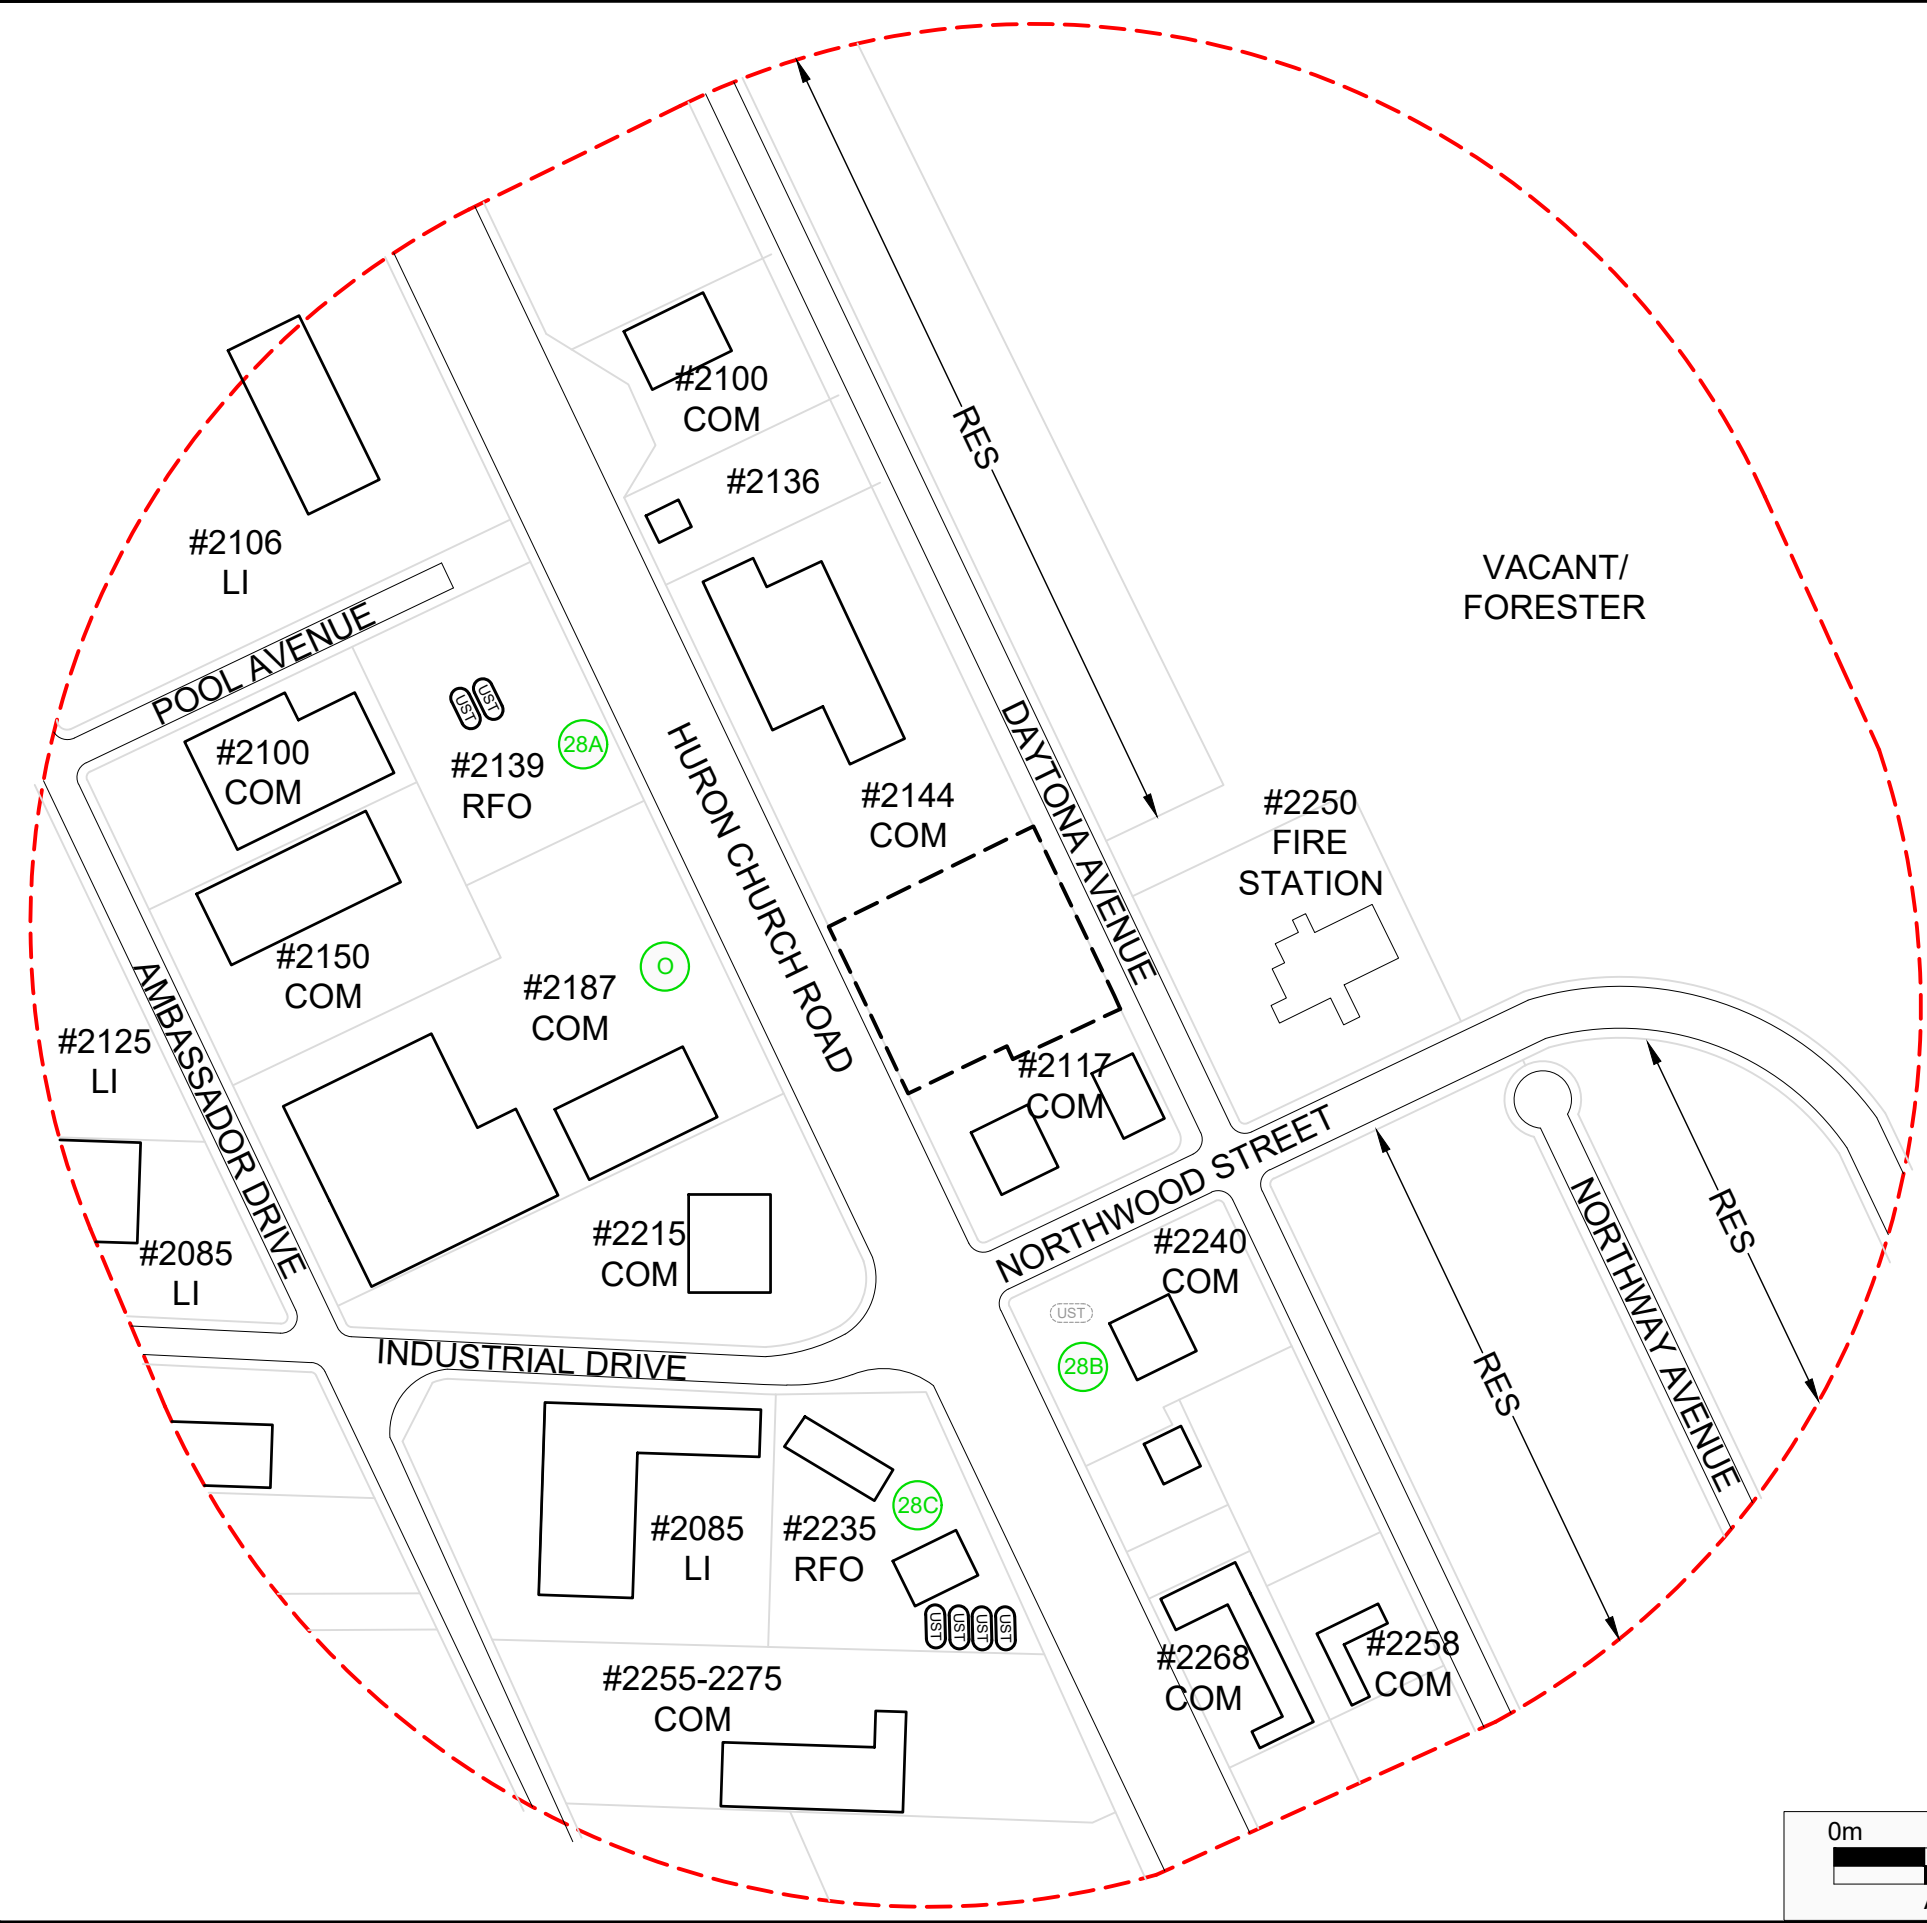 #2100
COM
RES
#2136
#2106
LI
VACANT/
FORESTER
POOL AVENUE
UST
UST
28A
#2100
COM
#2139
RFO
HURON CHURCH ROAD
DAYTONA AVENUE
#2144
COM
#2250
FIRE
STATION
#2150
COM
#2187
COM
O
AMBASSADOR DRIVE
#2125
LI
#2117
COM
NORTHWOOD STREET
#2085
LI
#2215
COM
#2240
COM
UST
28B
RES
NORTHWAY AVENUE
RES
INDUSTRIAL DRIVE
28C
#2085
LI
#2235
RFO
UST
UST
UST
UST
#2255-2275
COM
#2268
COM
#2258
COM
0m